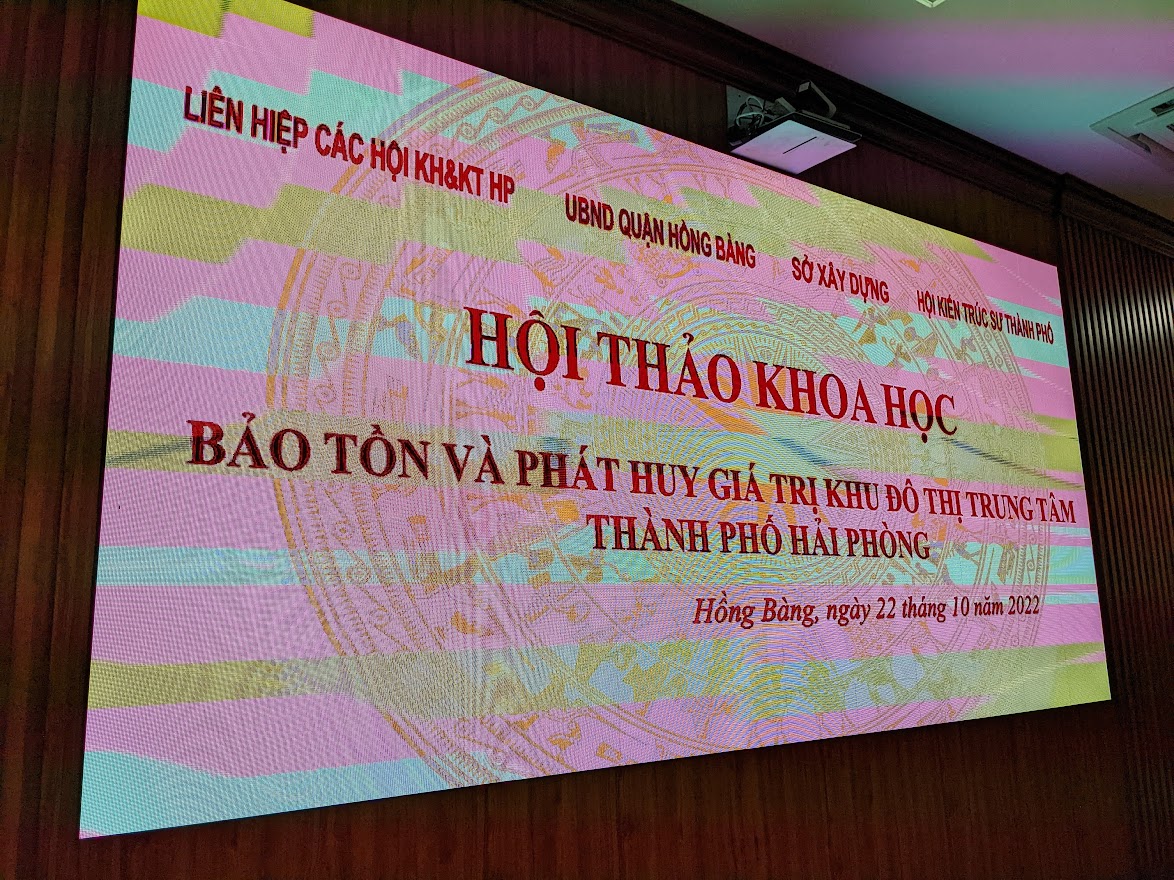 LIÊN HIỆP CÁC HỘI KH&KT HP
UBND QUẬN HỒNG BÀNG
SỞ XÂY DỰNG
HỘI KIẾN TRÚC SƯ THÀNH PHỐ
HỘI THẢO KHOA HỌC
BẢO TỒN VÀ PHÁT HUY GIÁ TRỊ KHU ĐÔ THỊ TRUNG TÂM
THÀNH PHỐ HẢI PHÒNG
Hồng Bàng, ngày 22 tháng 10 năm 2022